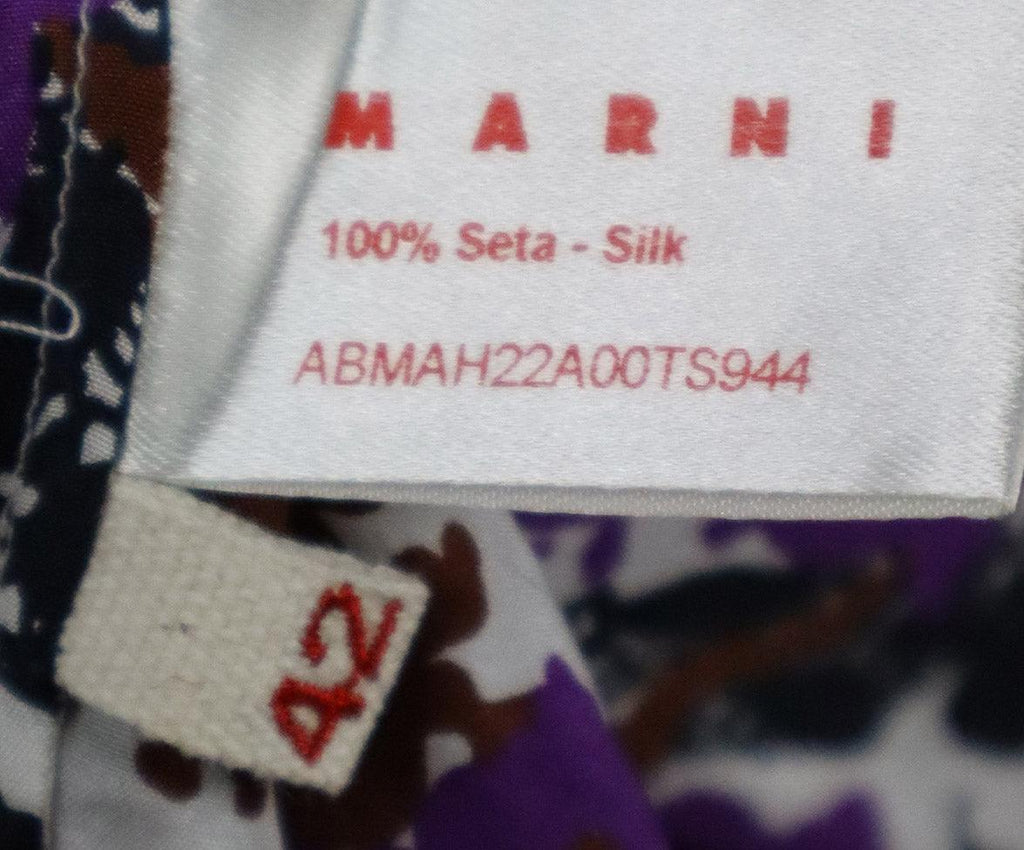 MARNI
100% Seta - Silk
ABMAH22A00TS944
42